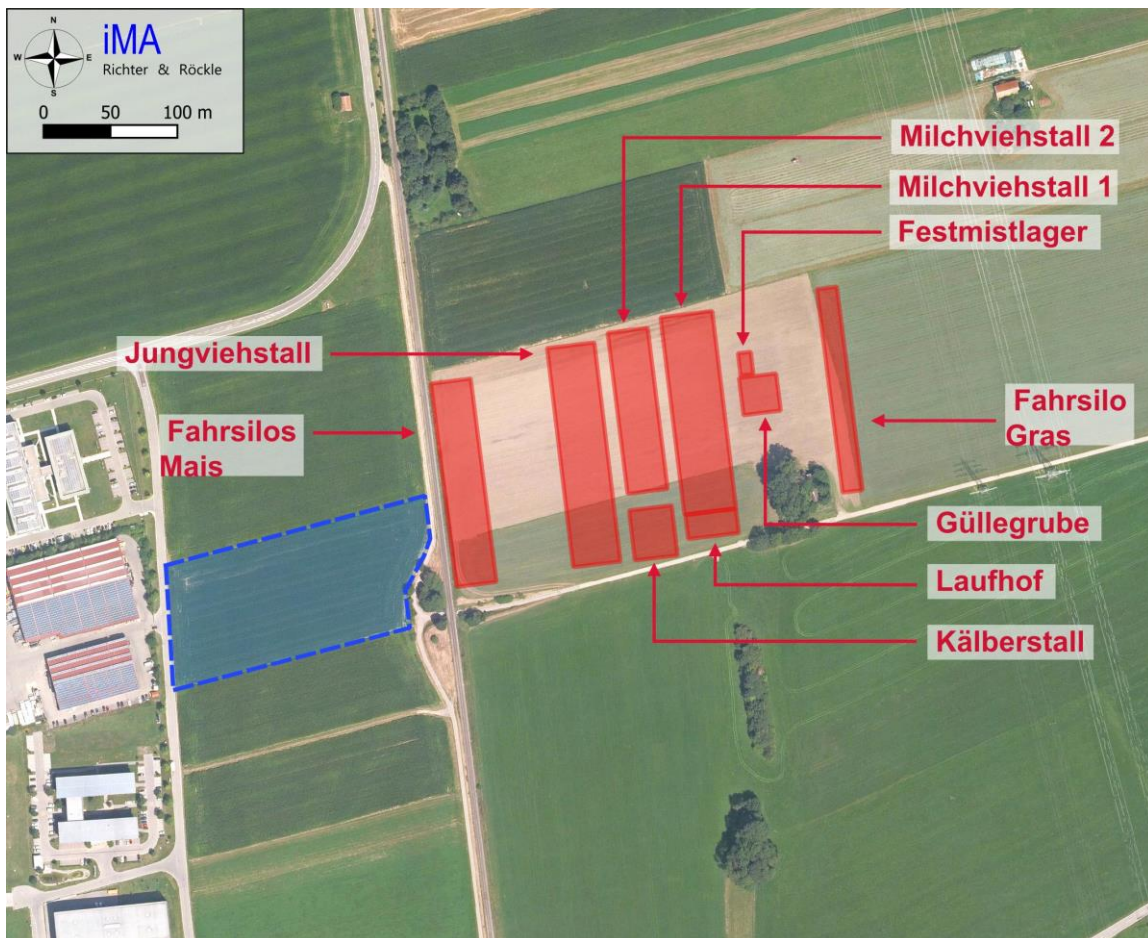 N
W E
S
iMA
Richter & Röckle
0 50 100 m
Milchviehstall 2
Milchviehstall 1
Festmistlager
Jungviehstall
Fahrsilos
Mais
Fahrsilo
Gras
Güllegrube
Laufhof
Kälberstall